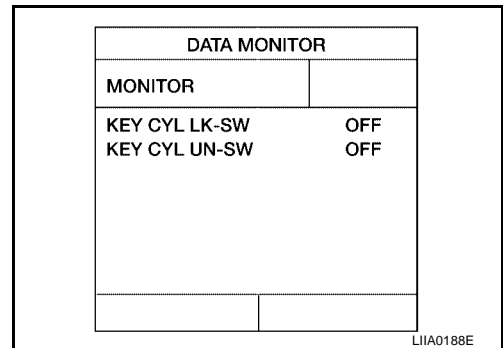 DATA MONITOR
MONITOR
KEY CYL LK-SW OFF
KEY CYL UN-SW OFF
LIIA0188E